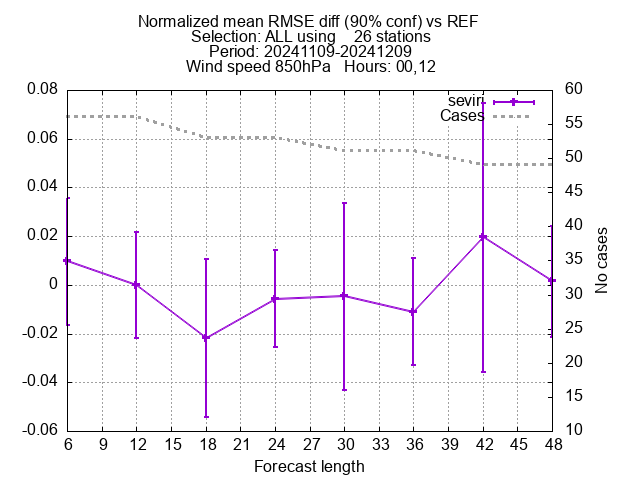 Normalized mean RMSE diff (90% conf) vs REF
Selection: ALL using    26 stations
Period: 20241109-20241209
Wind speed 850hPa   Hours: 00,12
seviri
Cases
0.08
0.06
0.04
0.02
0
-0.02
-0.04
-0.06
60
55
50
45
40
35
30
25
20
15
10
No cases
6 9 12 15 18 21 24 27 30 33 36 39 42 45 48
Forecast length